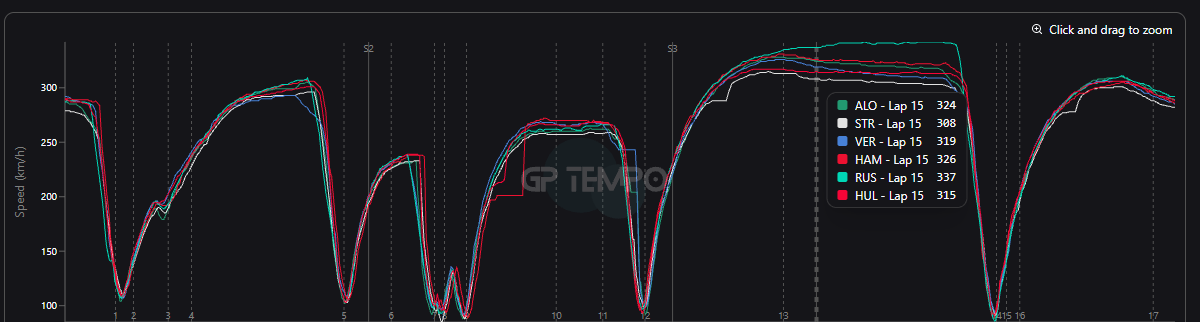 Click and drag to zoom
S2
S3
300
250
200
150
100
Speed (km/h)
GP TEMPO
ALO - Lap 15 324
STR - Lap 15 308
VER - Lap 15 319
HAM - Lap 15 326
RUS - Lap 15 337
HUL - Lap 15 315
1 2 3 4 5 6 10 11 12 13 15 16 17